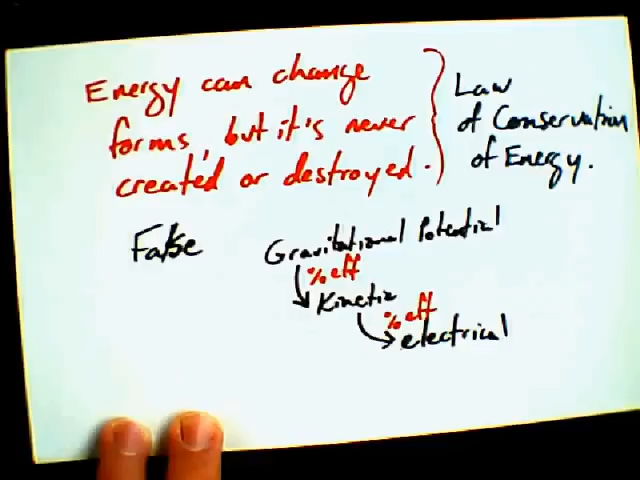 Energy can change
forms, but it's never
created or destroyed.
Law
of Conservation
of Energy.
False
Gravitational Potential
% eff
Kinetic
% eff
electrical